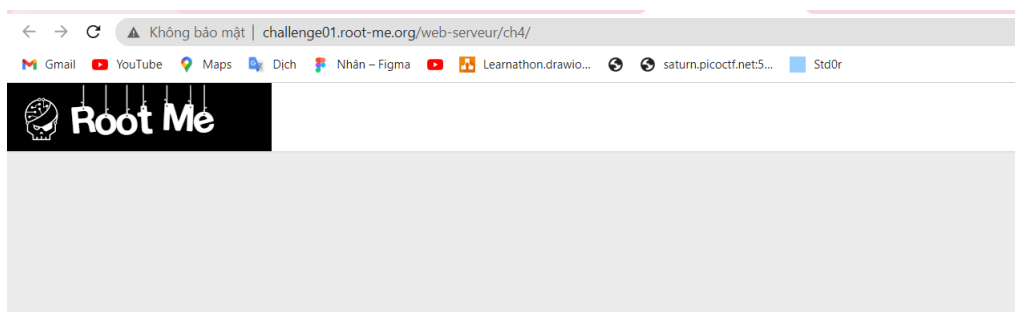 Không bảo mật | challenge01.root-me.org/web-serveur/ch4/
Gmail YouTube Maps Dịch Nhân – Figma Learnathon.drawio... saturn.picoctf.net:5... Std0r
Root Me